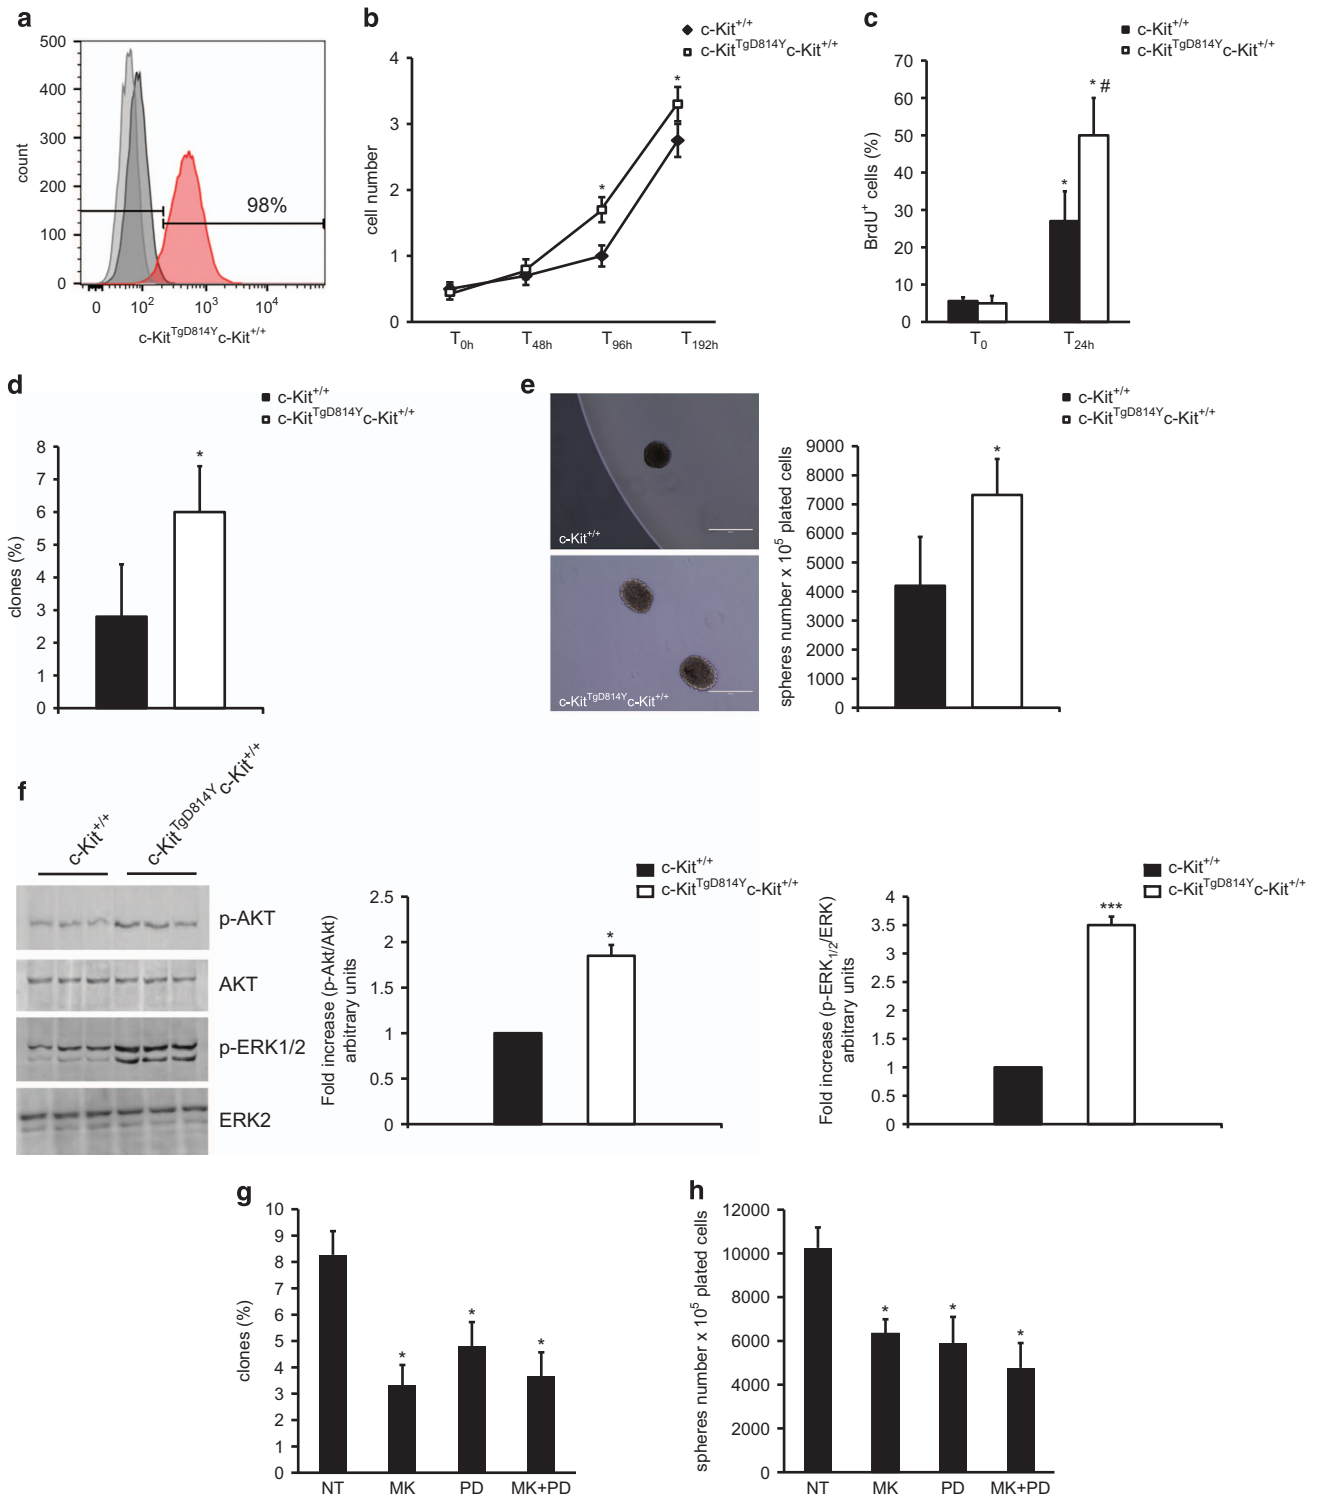 a
500
400
300
200
100
0
count
98%
0 10² 10³ 10⁴
c-Kit^TgD814Y c-Kit^+/+
b
c-Kit^+/+
c-Kit^TgD814Y c-Kit^+/+
4
3
2
1
0
cell number
*
*
T0h T48h T96h T192h
c
c-Kit^+/+
c-Kit^TgD814Y c-Kit^+/+
70
60
50
40
30
20
10
0
BrdU⁺ cells (%)
*
* #
T0 T24h
d
c-Kit^+/+
c-Kit^TgD814Y c-Kit^+/+
8
7
6
5
4
3
2
1
0
clones (%)
*
e
c-Kit^+/+
c-Kit^TgD814Y c-Kit^+/+
c-Kit^+/+
c-Kit^TgD814Y c-Kit^+/+
9000
8000
7000
6000
5000
4000
3000
2000
1000
0
spheres number x 10⁵ plated cells
*
f
c-Kit^+/+
c-Kit^TgD814Y c-Kit^+/+
p-AKT
AKT
p-ERK1/2
ERK2
c-Kit^+/+
c-Kit^TgD814Y c-Kit^+/+
2.5
2
1.5
1
0.5
0
Fold increase (p-Akt/Akt)
arbitrary units
*
c-Kit^+/+
c-Kit^TgD814Y c-Kit^+/+
4
3.5
3
2.5
2
1.5
1
0.5
0
Fold increase (p-ERK1/2/ERK)
arbitrary units
***
g
10
9
8
7
6
5
4
3
2
1
0
clones (%)
*
*
*
NT MK PD MK+PD
h
12000
10000
8000
6000
4000
2000
0
spheres number x 10⁵ plated cells
*
*
*
NT MK PD MK+PD